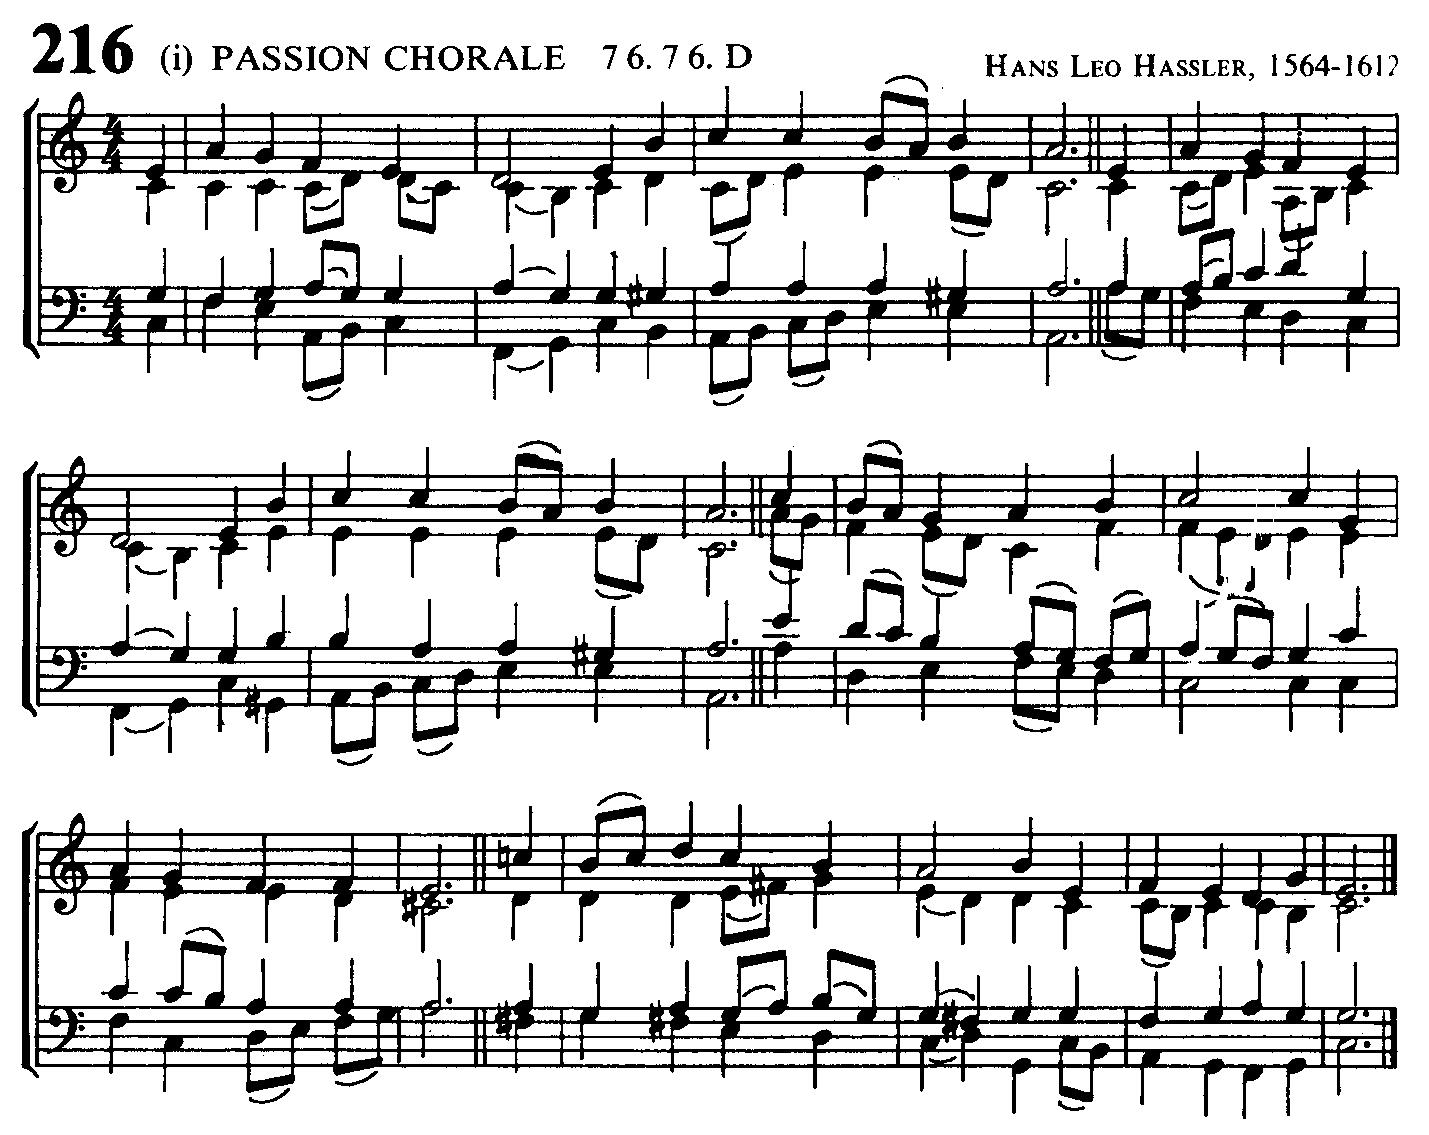 216 (i) PASSION CHORALE 7 6. 7 6. D HANS LEO HASSLER, 1564-1612